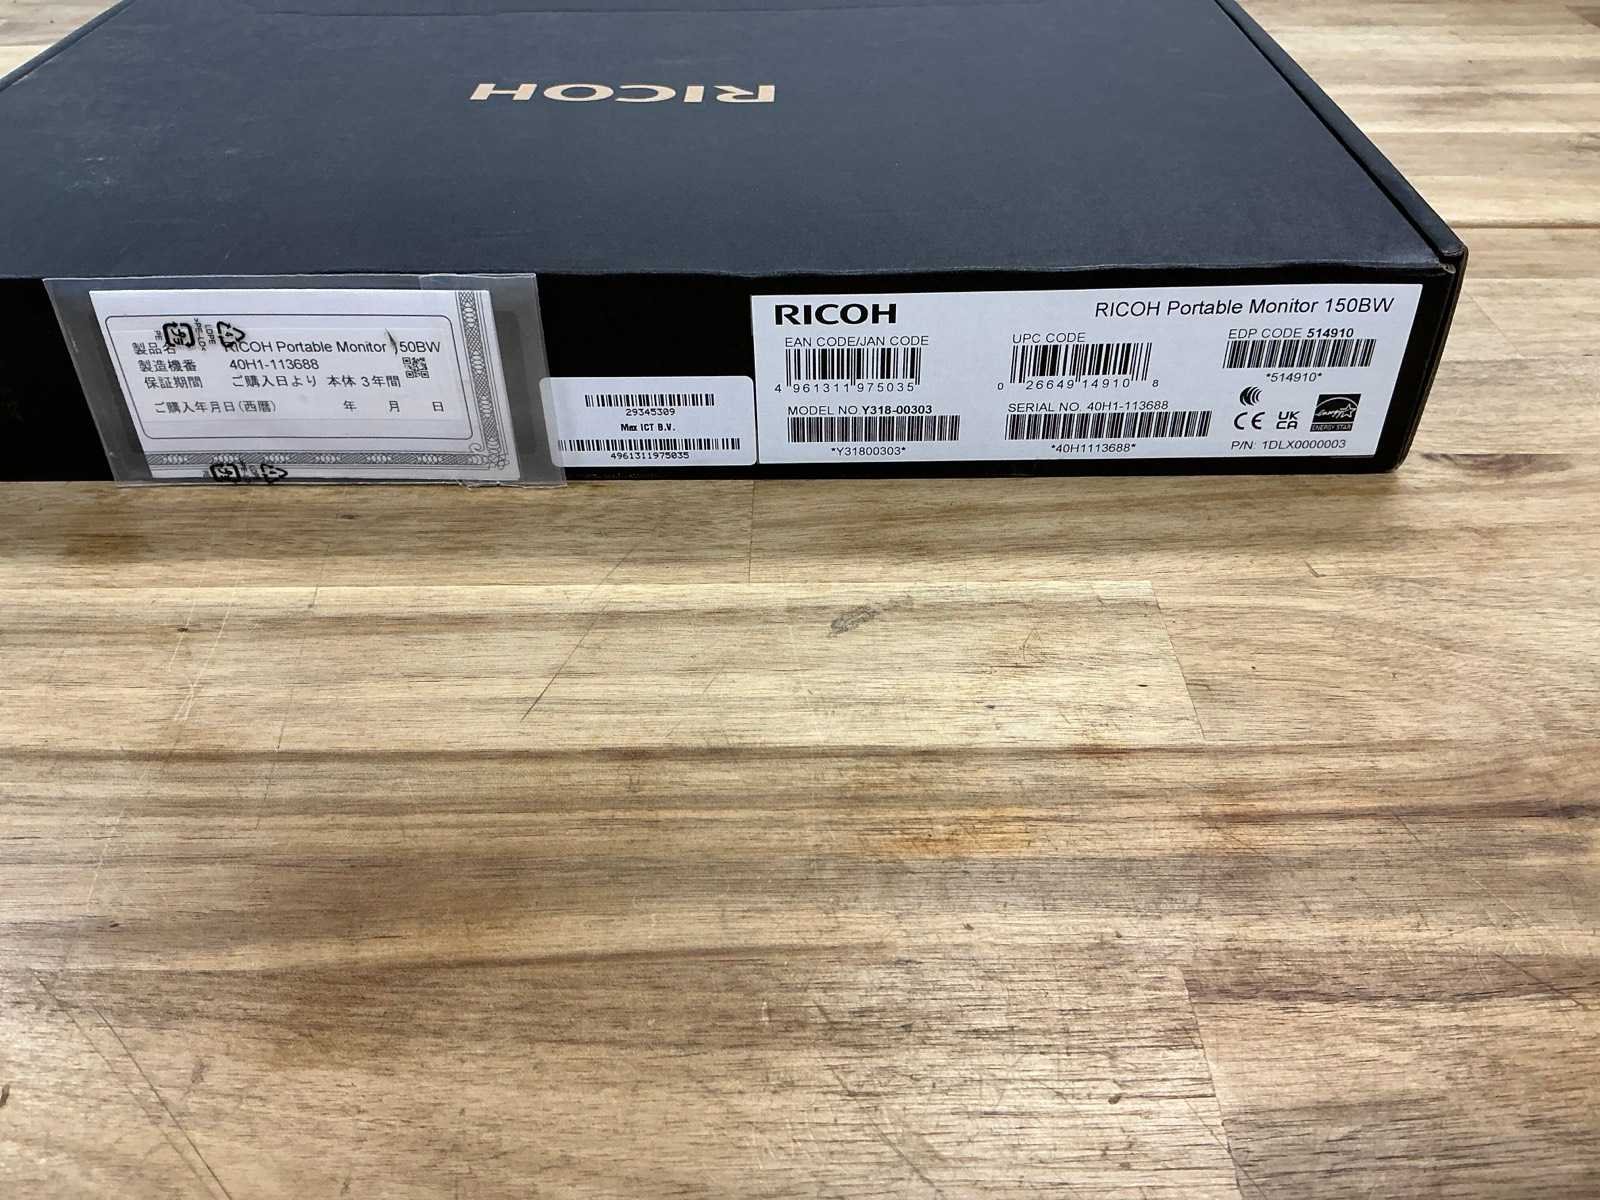 RICOH
製品名 RICOH Portable Monitor 150BW
製造機番 40H1-113688
保証期間 ご購入日より 本体3年間
ご購入年月日(西暦) 年 月 日
29345309
Max ICT B.V.
4961311975035
RICOH
RICOH Portable Monitor 150BW
EAN CODE/JAN CODE
4 961311 975035
UPC CODE
0 26649 14910 8
EDP CODE 514910
*514910*
MODEL NO.Y318-00303
*Y31800303*
SERIAL NO. 40H1-113688
*40H1113688*
CE
UK
CA
ENERGY STAR
P/N: 1DLX0000003